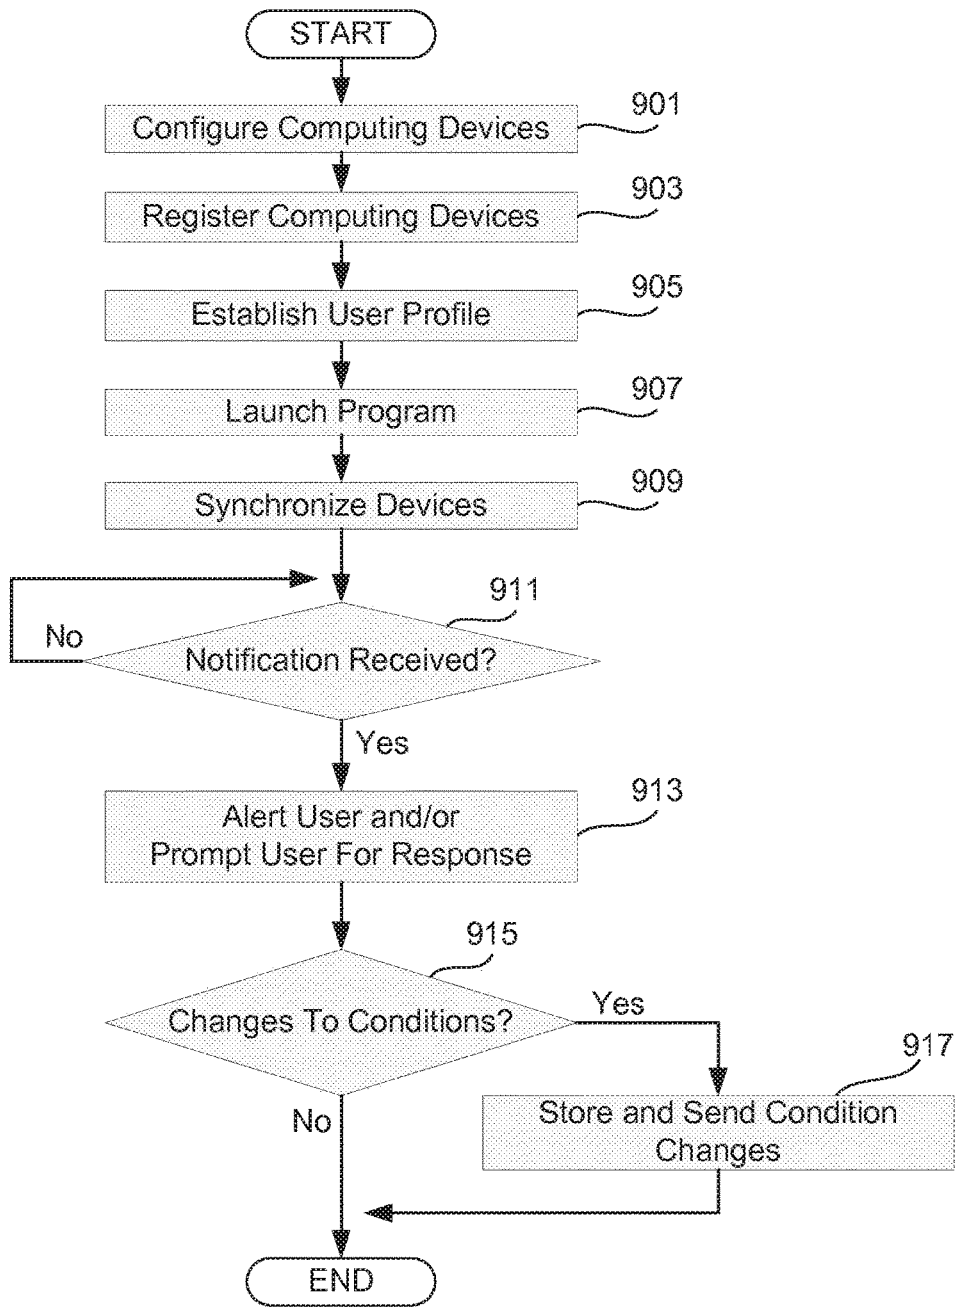 START
901
Configure Computing Devices
903
Register Computing Devices
905
Establish User Profile
907
Launch Program
909
Synchronize Devices
911
No
Notification Received?
Yes
913
Alert User and/or
Prompt User For Response
915
Changes To Conditions?
Yes
917
No
Store and Send Condition
Changes
END